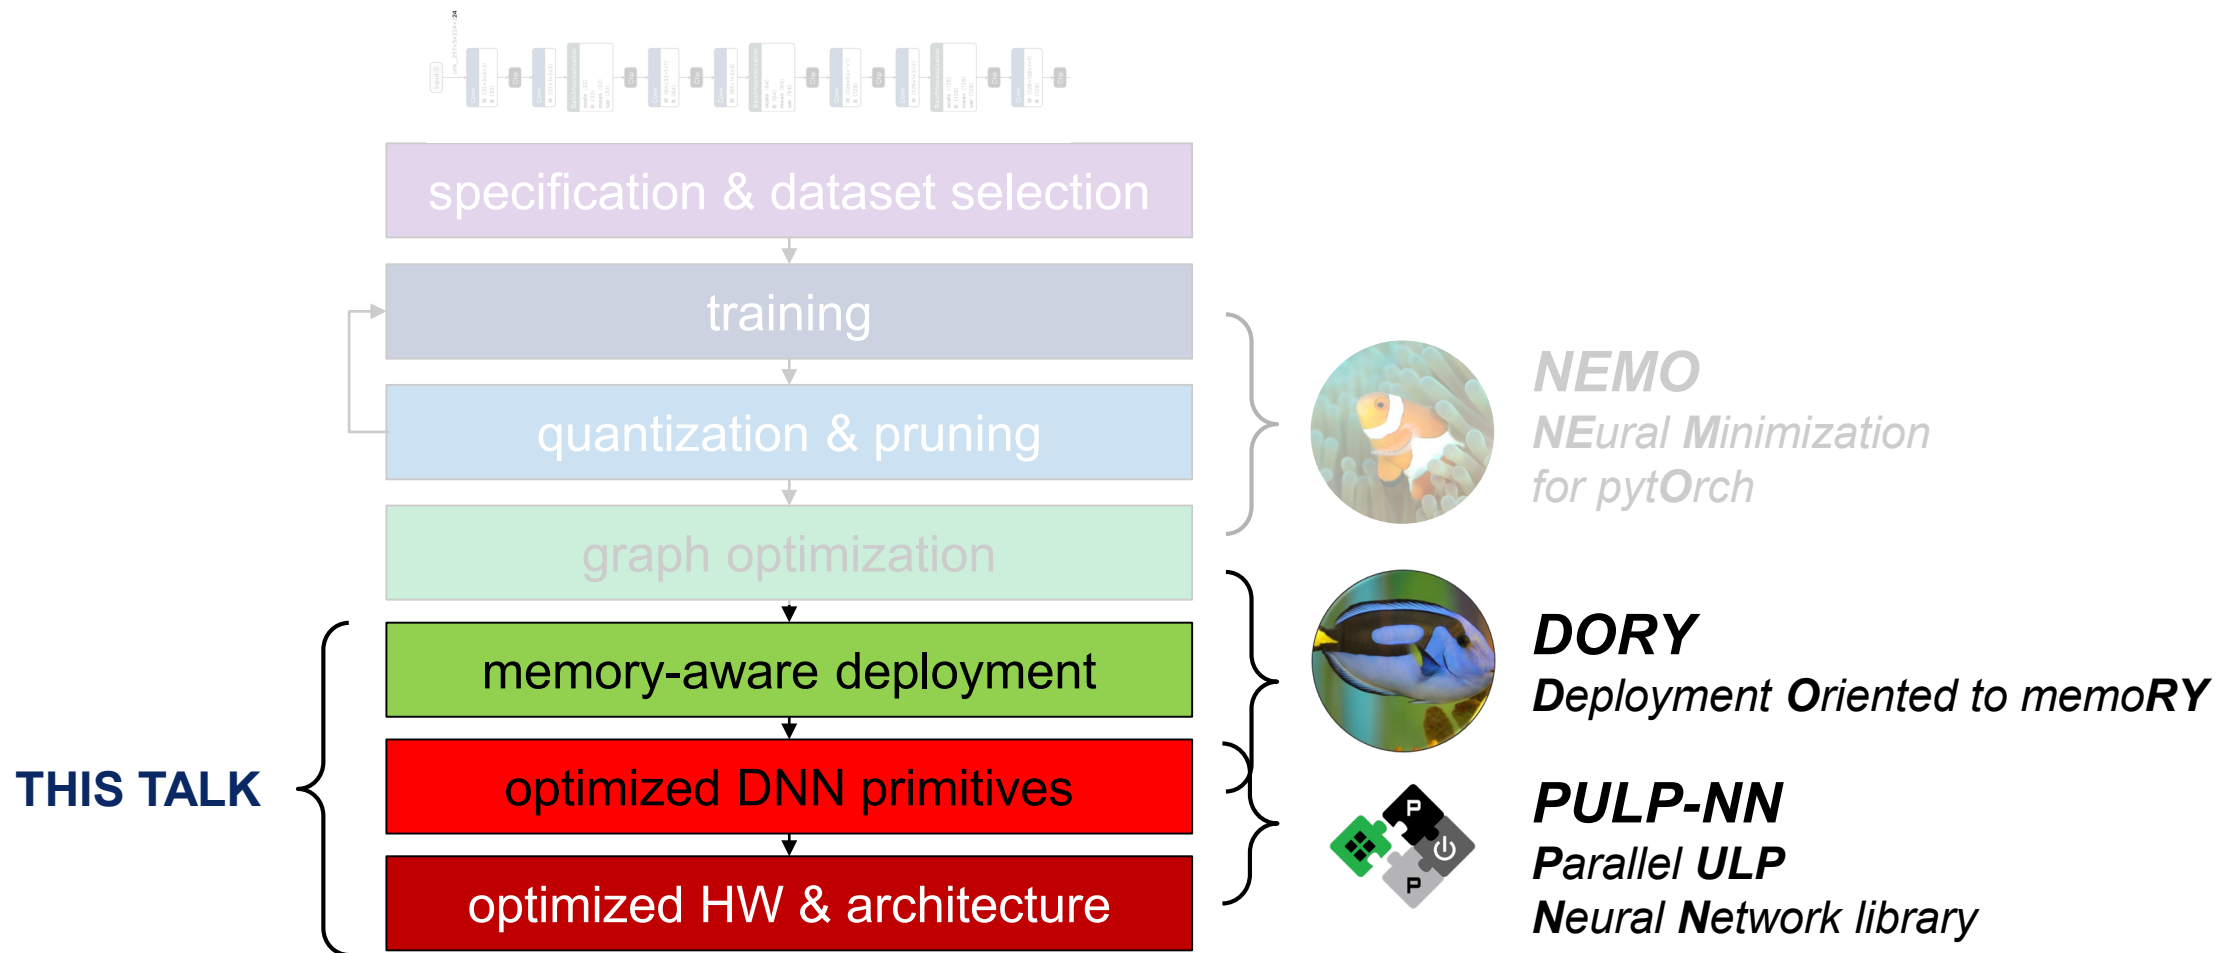 specification & dataset selection
training
quantization & pruning
graph optimization
memory-aware deployment
optimized DNN primitives
optimized HW & architecture
THIS TALK
NEMO
NEural Minimization
for pytOrch
DORY
Deployment Oriented to memoRY
PULP-NN
Parallel ULP
Neural Network library
P
P